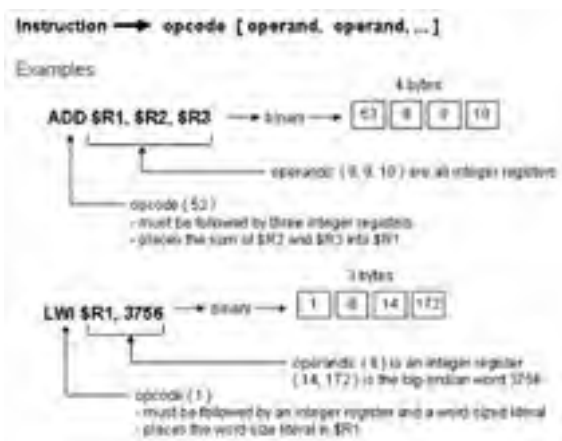 Instruction → opcode [ operand, operand, ... ]
Examples
4 bytes
ADD $R1, $R2, $R3 → binary → 53 8 9 10
operands: ( 8, 9, 10 ) are all integer registers
opcode ( 53 )
- must be followed by three integer registers
- places the sum of $R2 and $R3 into $R1
3 bytes
LWI $R1, 3756 → binary → 1 8 14 172
operands: ( 8 ) is an integer register
( 14, 172 ) is the big-endian word 3756
opcode ( 1 )
- must be followed by an integer register and a word-sized literal
- places the word-size literal in $R1